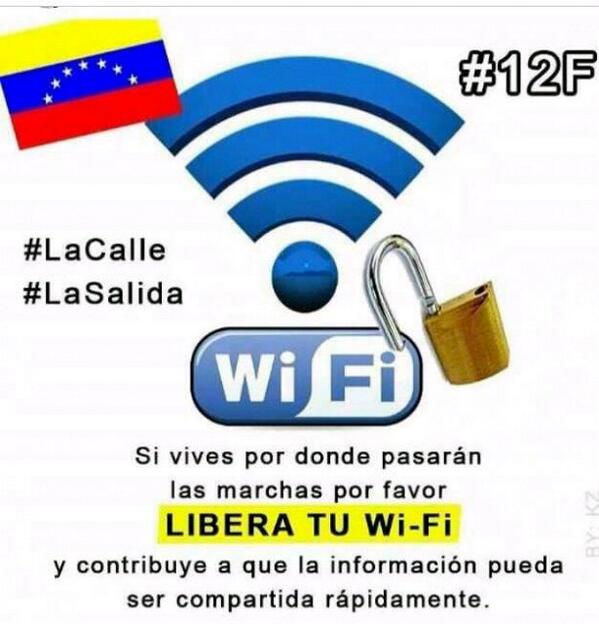 #12F
#LaCalle
#LaSalida
Wi Fi
Si vives por donde pasarán
las marchas por favor
LIBERA TU Wi-Fi
y contribuye a que la información pueda
ser compartida rápidamente.
BY: KZ